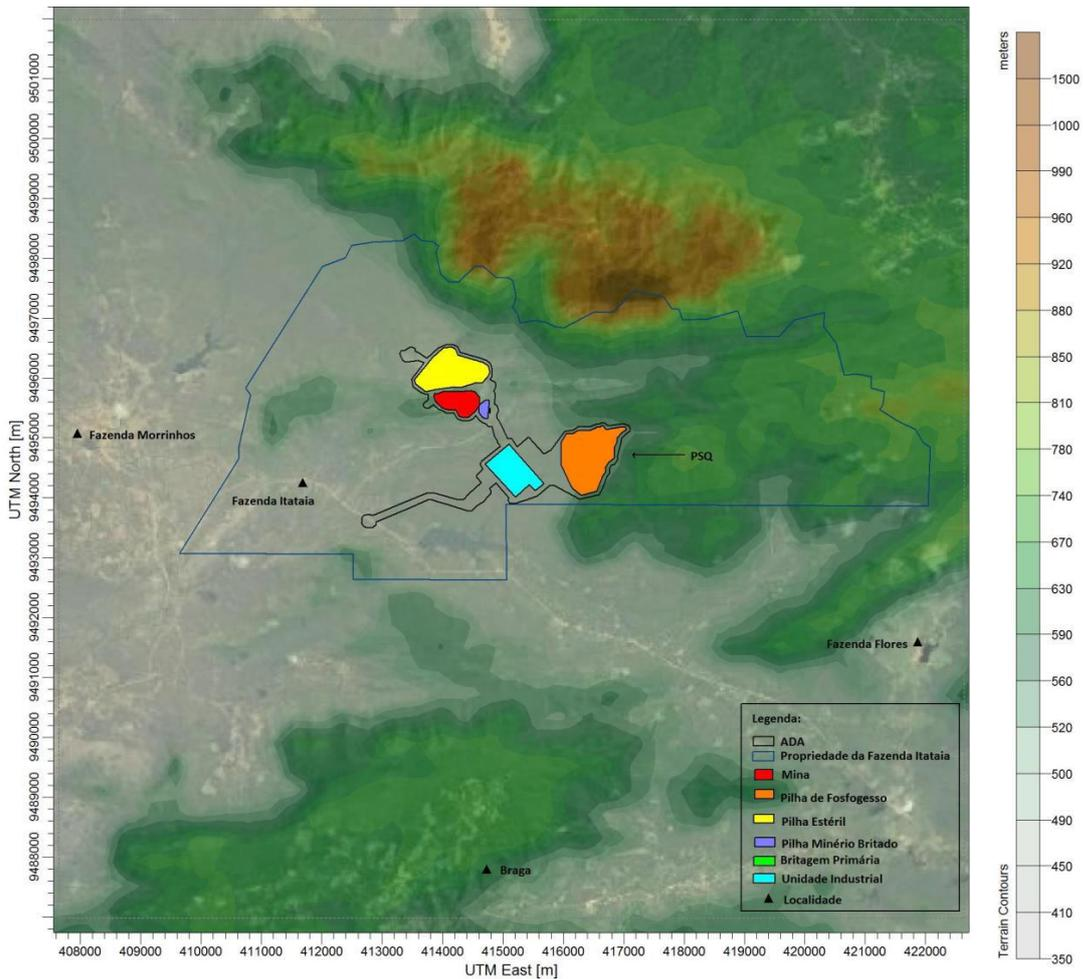 meters
1500
1000
990
960
920
880
850
810
780
740
670
630
590
560
520
500
490
450
410
350
Terrain Contours
UTM North [m]
9501000
9500000
9499000
9498000
9497000
9496000
9495000
9494000
9493000
9492000
9491000
9490000
9489000
9488000
Fazenda Morrinhos
Fazenda Itataia
PSQ
Fazenda Flores
Braga
Legenda:
ADA
Propriedade da Fazenda Itataia
Mina
Pilha de Fosfogesso
Pilha Estéril
Pilha Minério Britado
Britagem Primária
Unidade Industrial
Localidade
408000 409000 410000 411000 412000 413000 414000 415000 416000 417000 418000 419000 420000 421000 422000
UTM East [m]